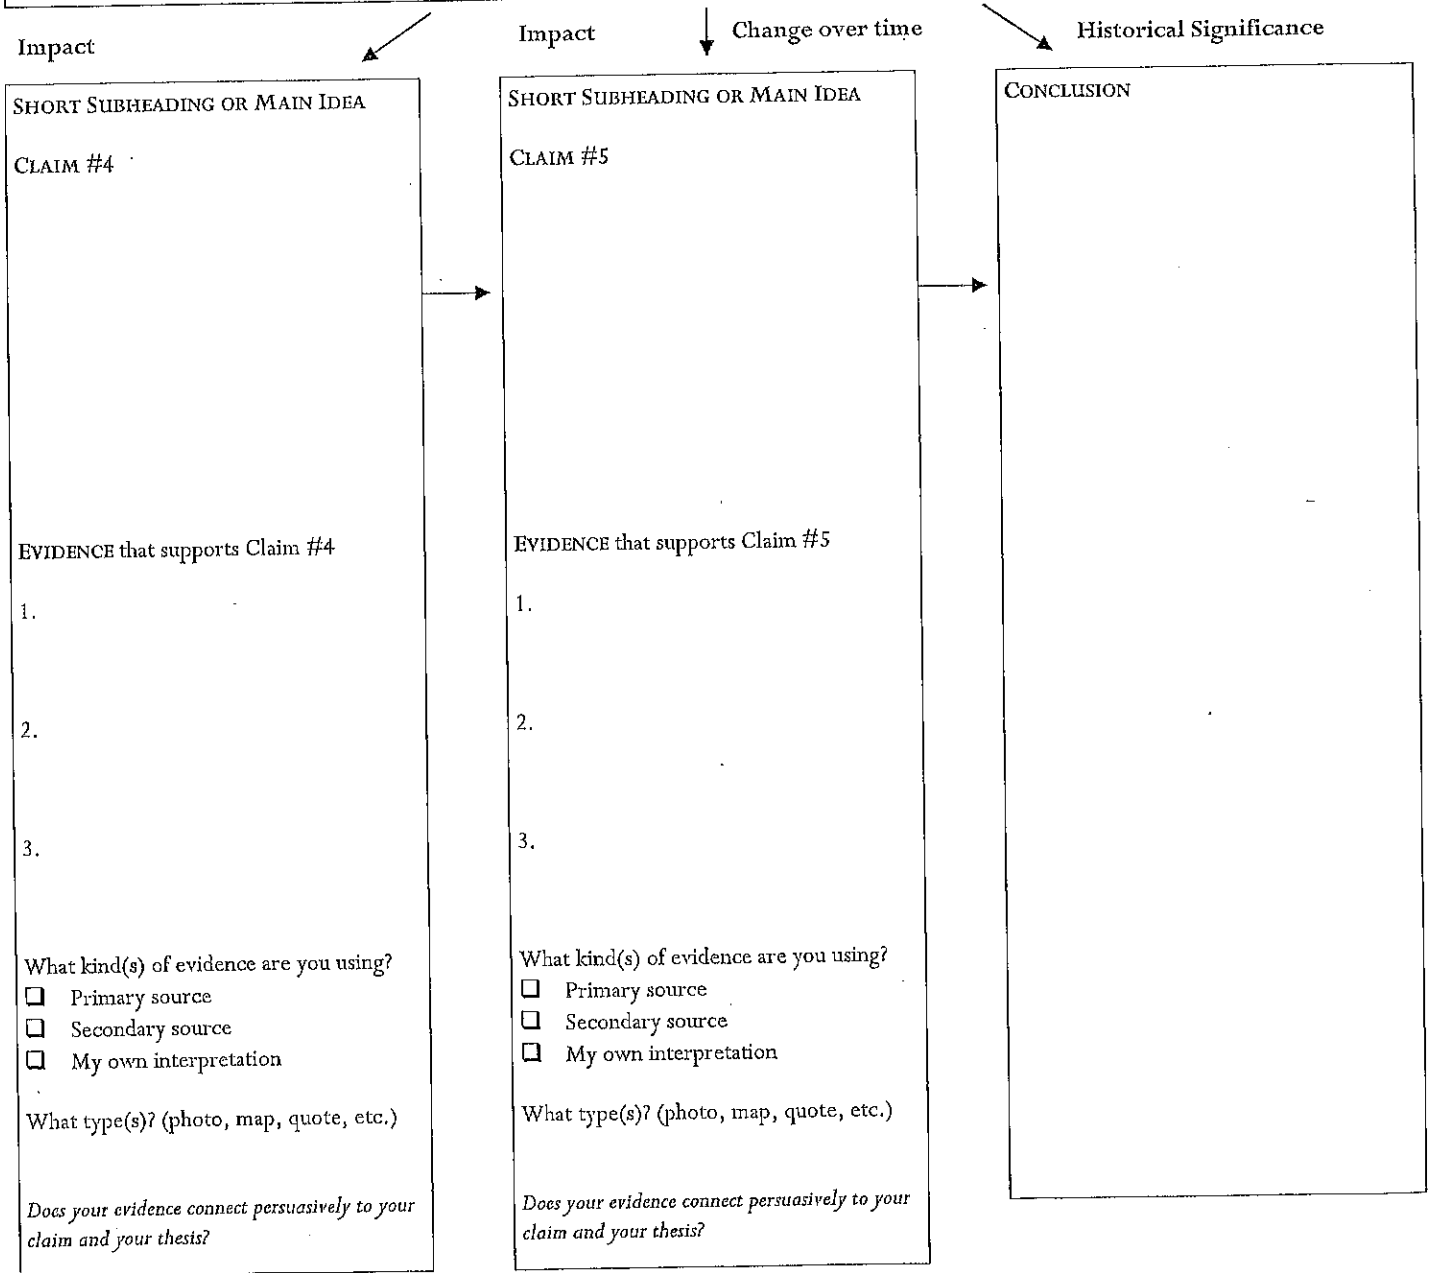 Impact
Impact
Change over time
Historical Significance
SHORT SUBHEADING OR MAIN IDEA
CLAIM #4
EVIDENCE that supports Claim #4
1.
2.
3.
What kind(s) of evidence are you using?
Primary source
Secondary source
My own interpretation
What type(s)? (photo, map, quote, etc.)
Does your evidence connect persuasively to your
claim and your thesis?
SHORT SUBHEADING OR MAIN IDEA
CLAIM #5
EVIDENCE that supports Claim #5
1.
2.
3.
What kind(s) of evidence are you using?
Primary source
Secondary source
My own interpretation
What type(s)? (photo, map, quote, etc.)
Does your evidence connect persuasively to your
claim and your thesis?
CONCLUSION